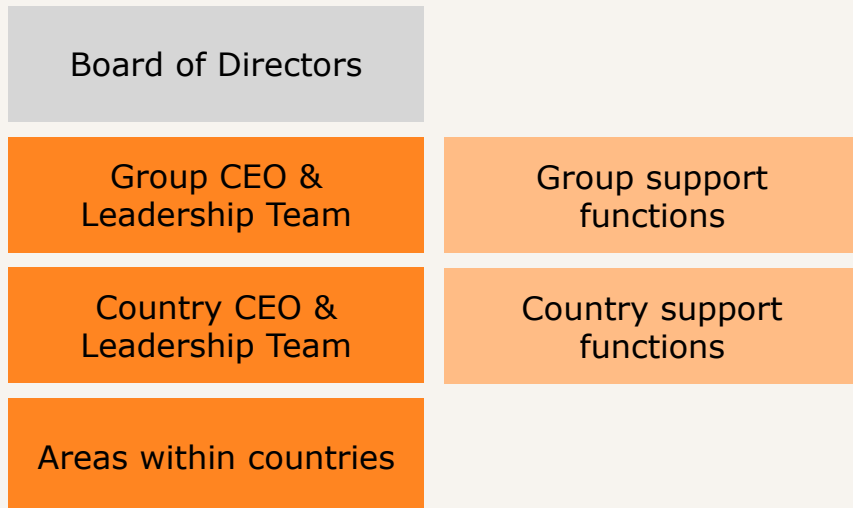 Board of Directors
Group CEO &
Leadership Team
Group support
functions
Country CEO &
Leadership Team
Country support
functions
Areas within countries